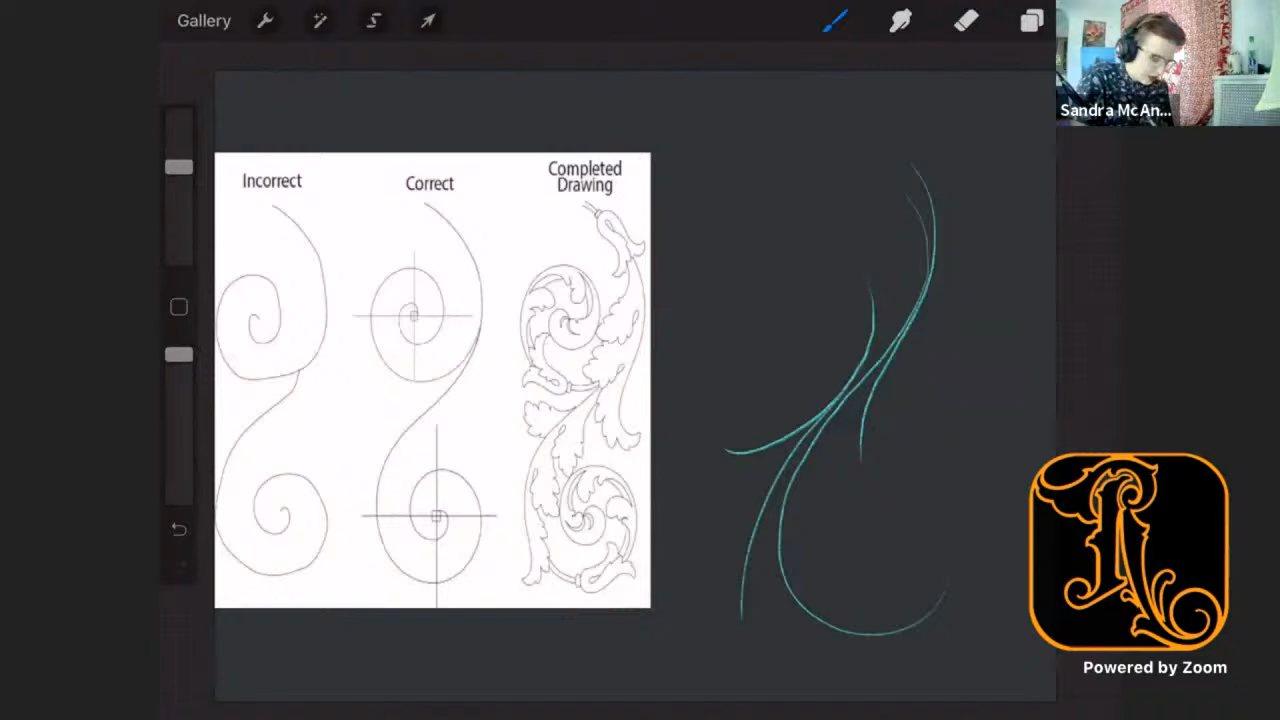 Gallery
Sandra McAn...
Incorrect
Correct
Completed
Drawing
Powered by Zoom